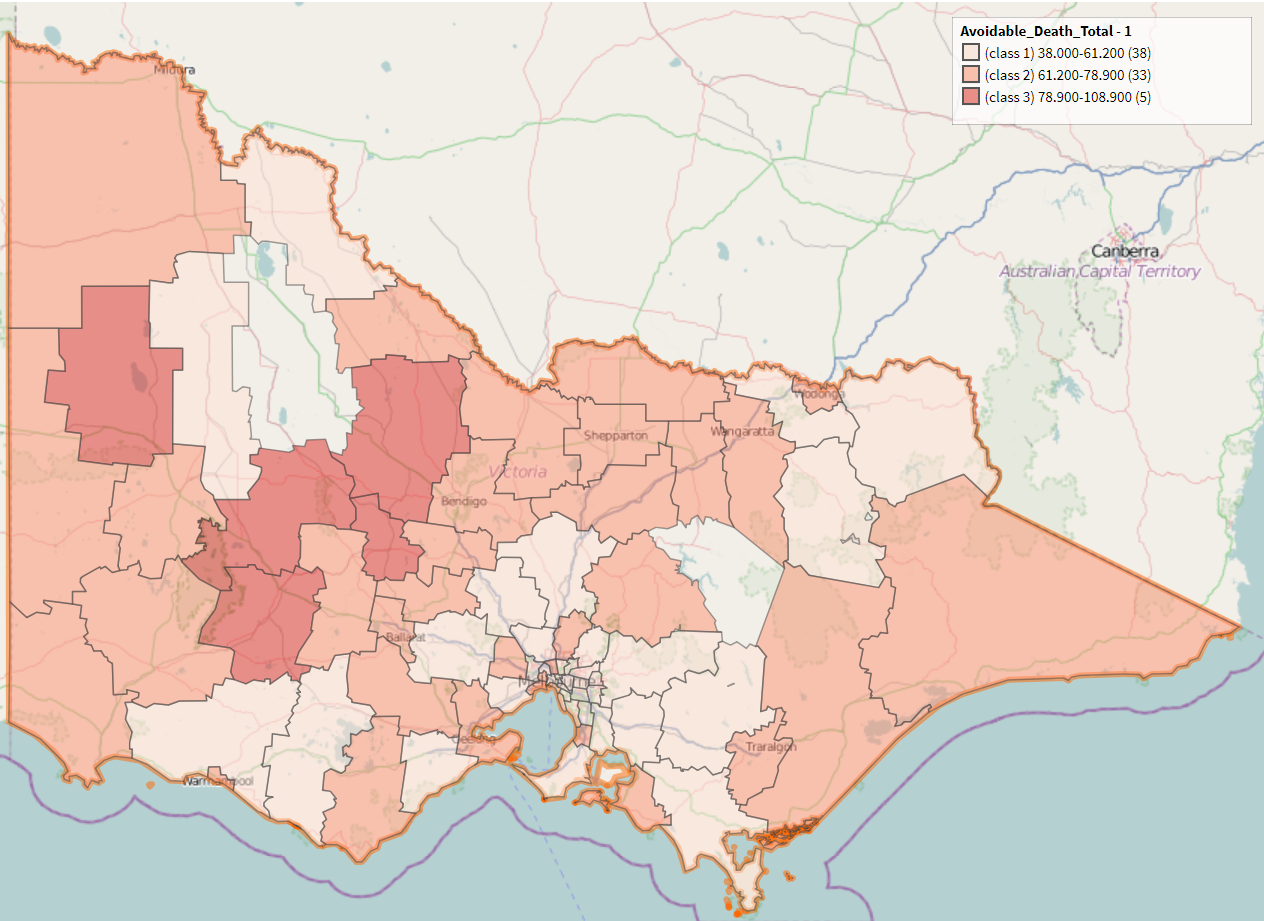 Avoidable_Death_Total - 1
(class 1) 38.000-61.200 (38)
(class 2) 61.200-78.900 (33)
(class 3) 78.900-108.900 (5)
Mildura
Canberra
Australian Capital Territory
Wodonga
Shepparton
Wangaratta
Victoria
Bendigo
Ballarat
Melbourne
Geelong
Traralgon
Warrnambool